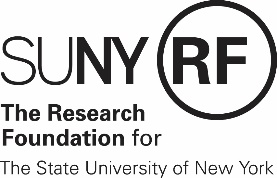 SUNY RF
The Research
Foundation for
The State University of New York